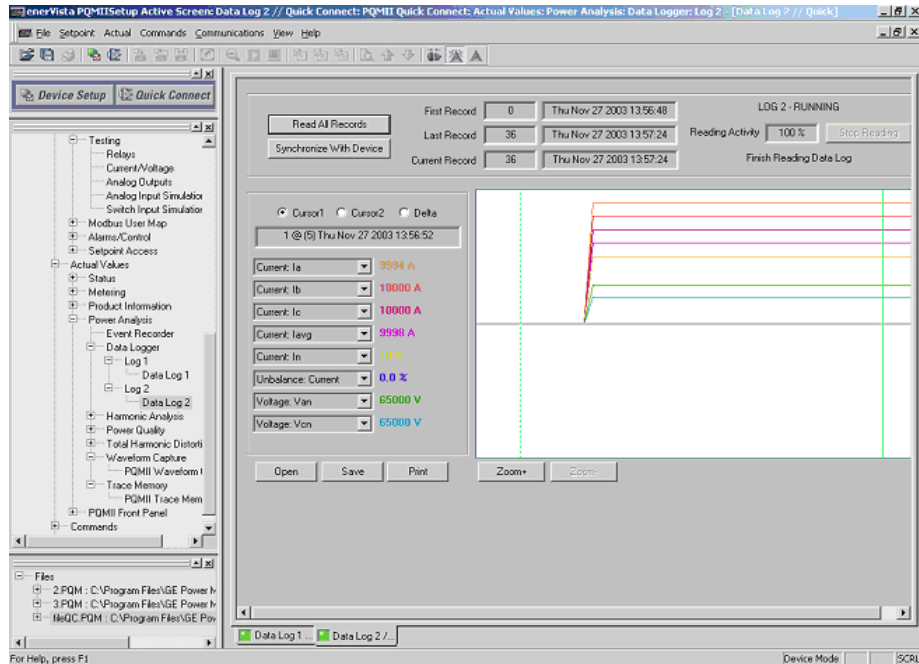 enerVista PQMIISetup Active Screen: Data Log 2 // Quick Connect: PQMII Quick Connect: Actual Values: Power Analysis: Data Logger: Log 2 - [Data Log 2 // Quick]
File Setpoint Actual Commands Communications View Help
Device Setup Quick Connect
Testing
Relays
Current/Voltage
Analog Outputs
Analog Input Simulation
Switch Input Simulation
Modbus User Map
Alarms/Control
Setpoint Access
Actual Values
Status
Metering
Product Information
Power Analysis
Event Recorder
Data Logger
Log 1
Data Log 1
Log 2
Data Log 2
Harmonic Analysis
Power Quality
Total Harmonic Distorti
Waveform Capture
PQMII Waveform
Trace Memory
PQMII Trace Mem
PQMII Front Panel
Commands
Files
2.PQM : C:\Program Files\GE Power M
3.PQM : C:\Program Files\GE Power M
fileQC.PQM : C:\Program Files\GE Pow
Read All Records
Synchronize With Device
First Record 0 Thu Nov 27 2003 13:56:48
Last Record 36 Thu Nov 27 2003 13:57:24
Current Record 36 Thu Nov 27 2003 13:57:24
LOG 2 - RUNNING
Reading Activity 100 % Stop Reading
Finish Reading Data Log
Cursor1 Cursor2 Delta
1 @ (5) Thu Nov 27 2003 13:56:52
Current: Ia 9994 A
Current: Ib 10000 A
Current: Ic 10000 A
Current: Iavg 9998 A
Current: In 10 A
Unbalance: Current 0.0 %
Voltage: Van 65000 V
Voltage: Vcn 65000 V
Open Save Print Zoom+ Zoom-
Data Log 1 ... Data Log 2 /...
For Help, press F1 Device Mode SCRL